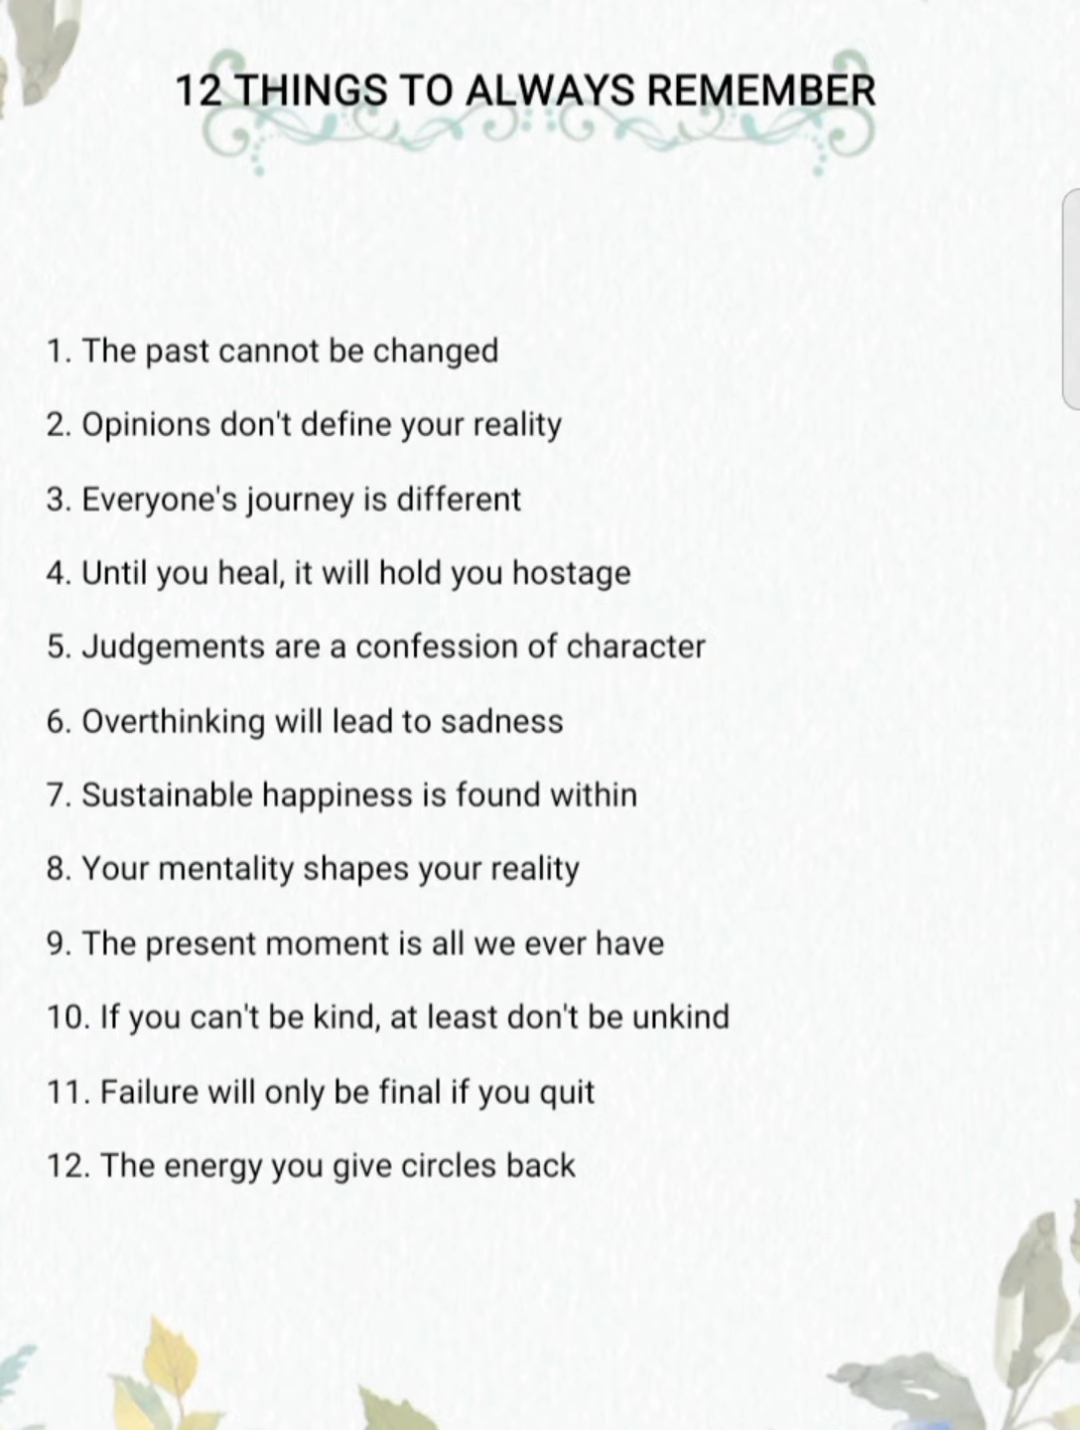 12 THINGS TO ALWAYS REMEMBER
1. The past cannot be changed
2. Opinions don't define your reality
3. Everyone's journey is different
4. Until you heal, it will hold you hostage
5. Judgements are a confession of character
6. Overthinking will lead to sadness
7. Sustainable happiness is found within
8. Your mentality shapes your reality
9. The present moment is all we ever have
10. If you can't be kind, at least don't be unkind
11. Failure will only be final if you quit
12. The energy you give circles back